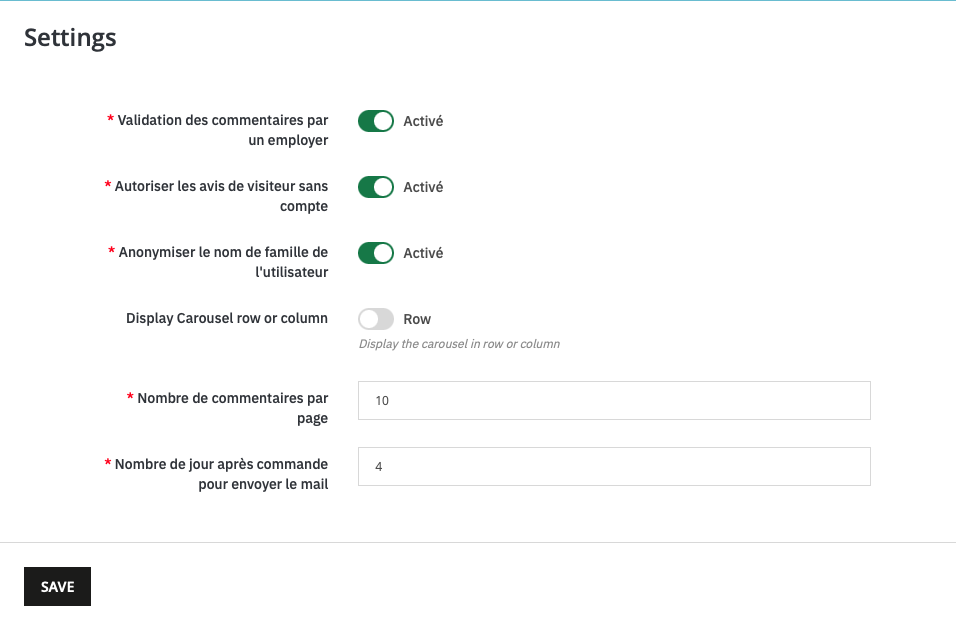 Settings
* Validation des commentaires par
un employer
Activé
* Autoriser les avis de visiteur sans
compte
Activé
* Anonymiser le nom de famille de
l'utilisateur
Activé
Display Carousel row or column
Row
Display the carousel in row or column
* Nombre de commentaires par
page
10
* Nombre de jour après commande
pour envoyer le mail
4
SAVE